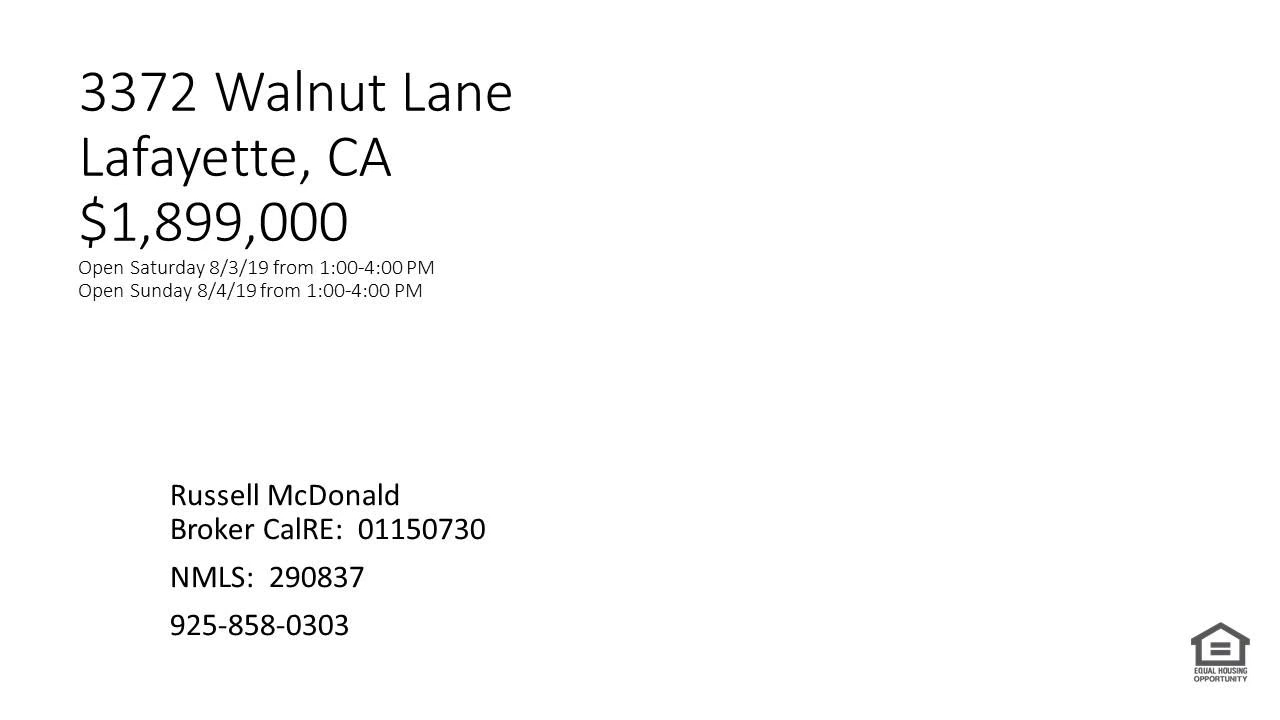 3372 Walnut Lane
Lafayette, CA
$1,899,000
Open Saturday 8/3/19 from 1:00-4:00 PM
Open Sunday 8/4/19 from 1:00-4:00 PM
Russell McDonald
Broker CalRE:  01150730
NMLS:  290837
925-858-0303
EQUAL HOUSING
OPPORTUNITY